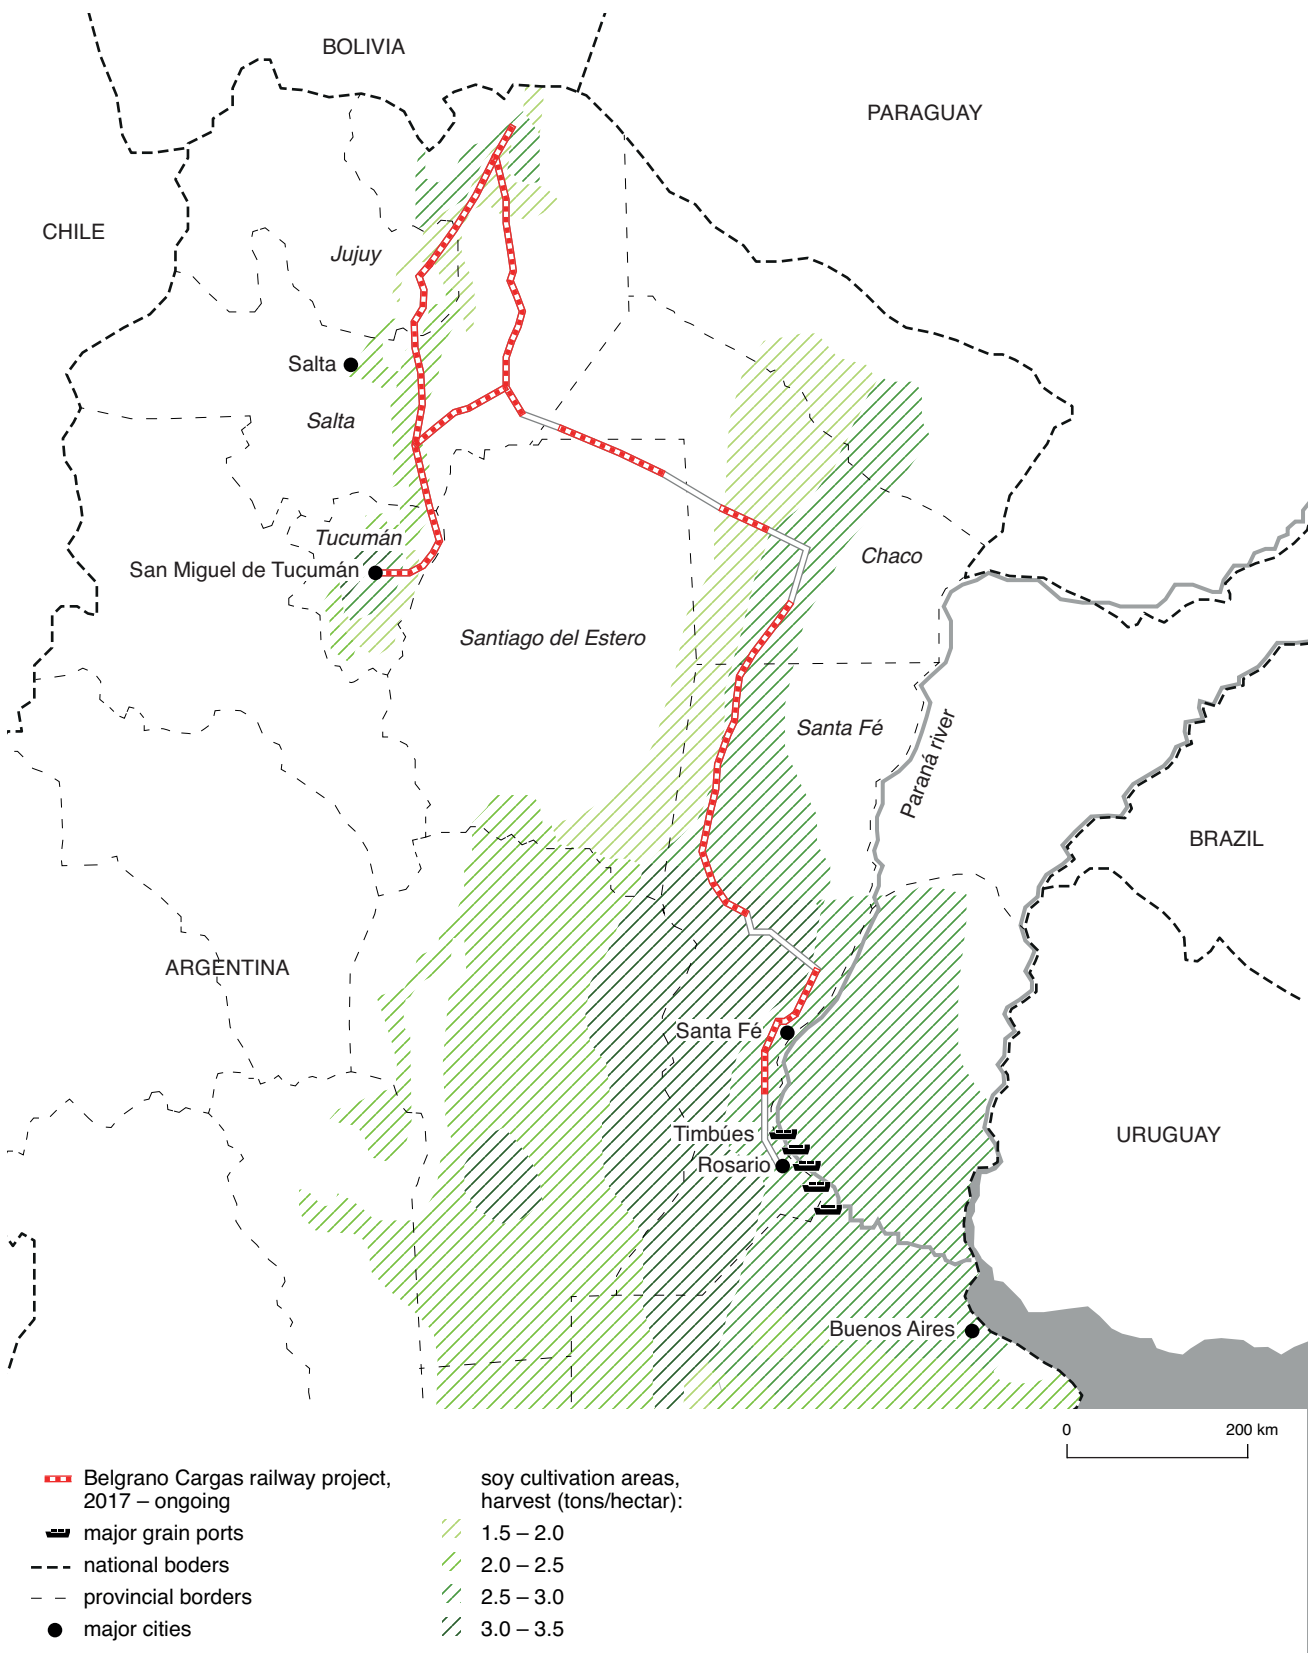 BOLIVIA
PARAGUAY
CHILE
Jujuy
Salta
Salta
Tucumán
San Miguel de Tucumán
Chaco
Santiago del Estero
Santa Fé
Paraná river
BRAZIL
ARGENTINA
Santa Fé
Timbúes
Rosario
URUGUAY
Buenos Aires
0 200 km
Belgrano Cargas railway project,
2017 – ongoing
major grain ports
national boders
provincial borders
major cities
soy cultivation areas,
harvest (tons/hectar):
1.5 – 2.0
2.0 – 2.5
2.5 – 3.0
3.0 – 3.5